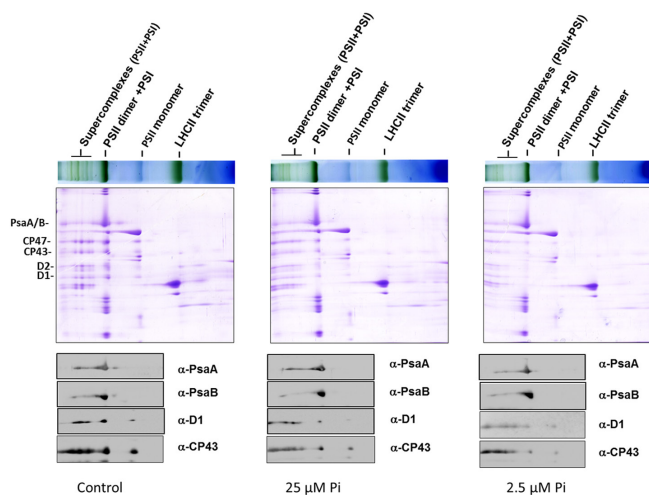 Supercomplexes (PSII+PSI)
PSII dimer +PSI
PSII monomer
LHCII trimer
Supercomplexes (PSII+PSI)
PSII dimer +PSI
PSII monomer
LHCII trimer
Supercomplexes (PSII+PSI)
PSII dimer +PSI
PSII monomer
LHCII trimer
PsaA/B-
CP47-
CP43-
D2-
D1-
α-PsaA
α-PsaB
α-D1
α-CP43
α-PsaA
α-PsaB
α-D1
α-CP43
α-PsaA
α-PsaB
α-D1
α-CP43
Control
25 µM Pi
2.5 µM Pi